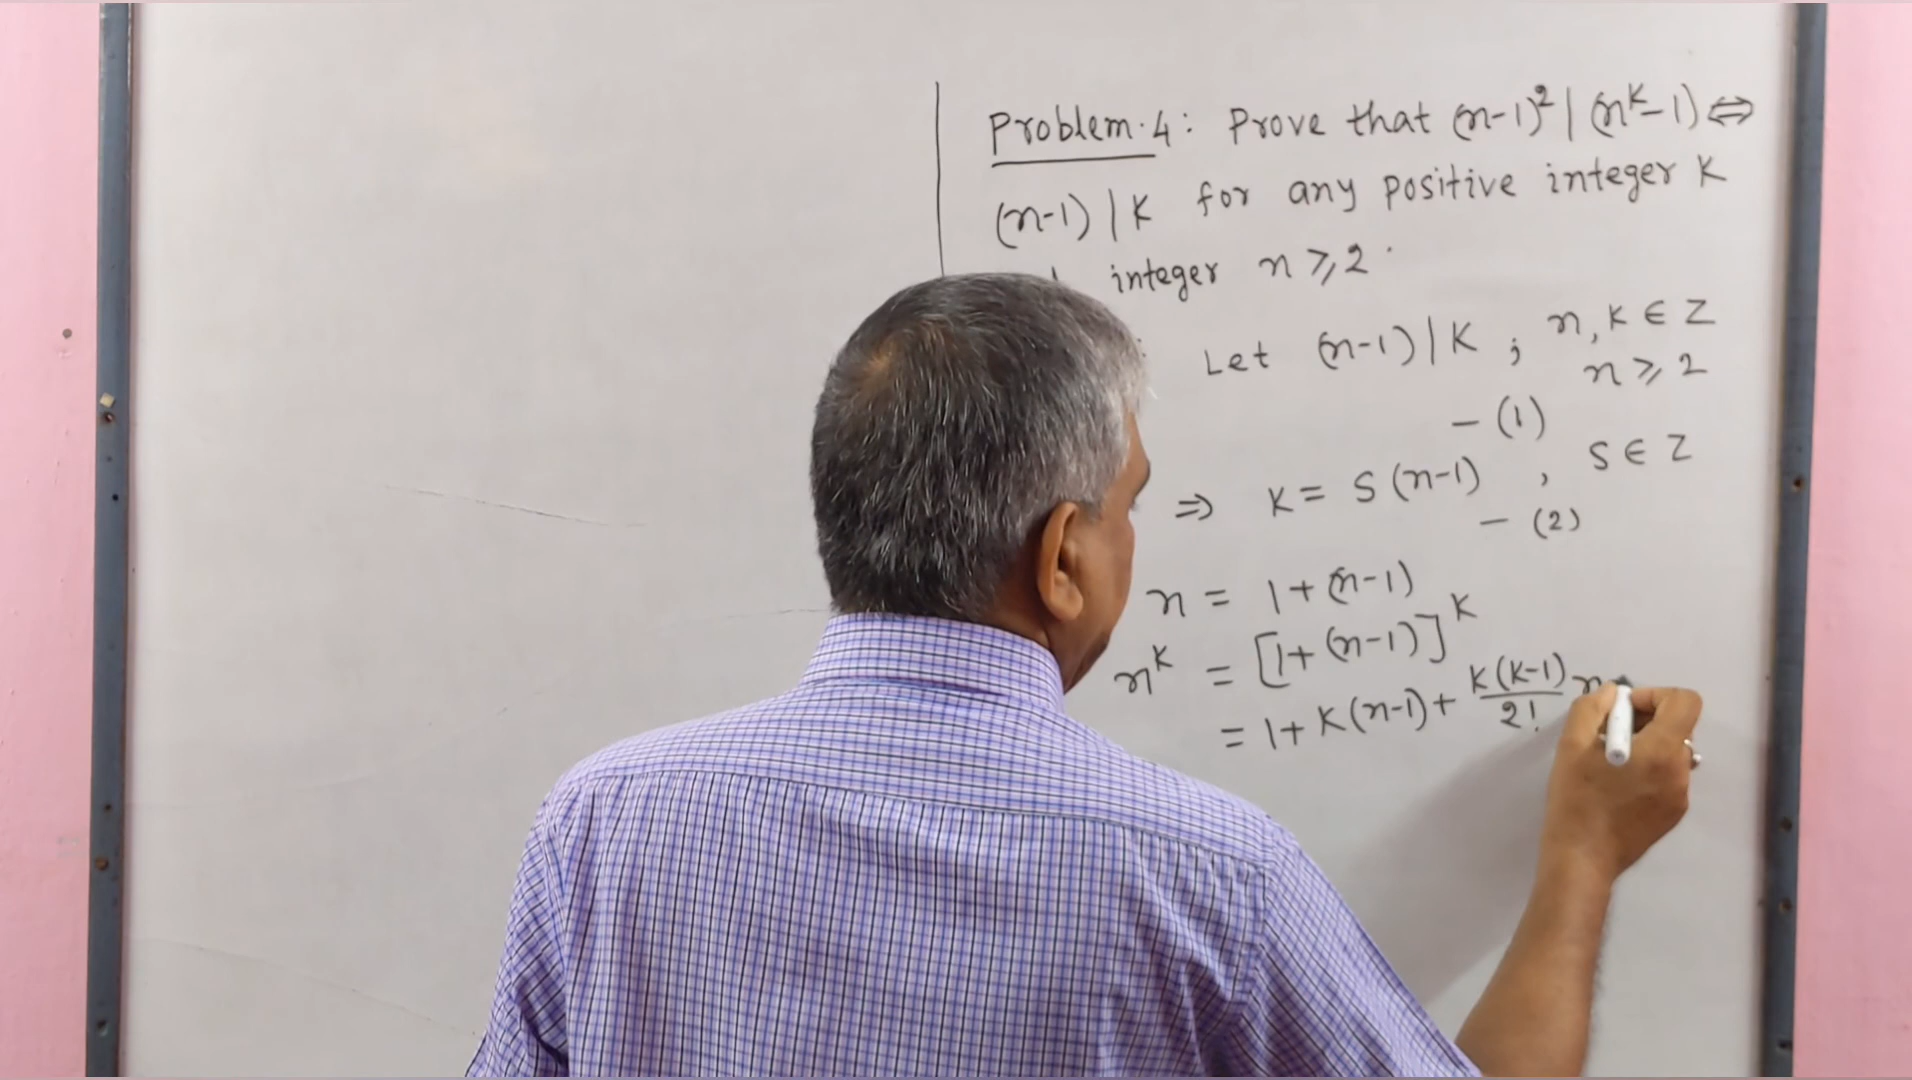 Problem.4: Prove that (n-1)² | (n^k-1) ⇔
(n-1) | K for any positive integer K
integer n ≥ 2.
Let (n-1) | K ; n, K ∈ Z
n ≥ 2
- (1)
⇒ K = S (n-1) , S ∈ Z
- (2)
n = 1 + (n-1)
n^k = [1 + (n-1)]^K
= 1 + K(n-1) + K(K-1)/2! n